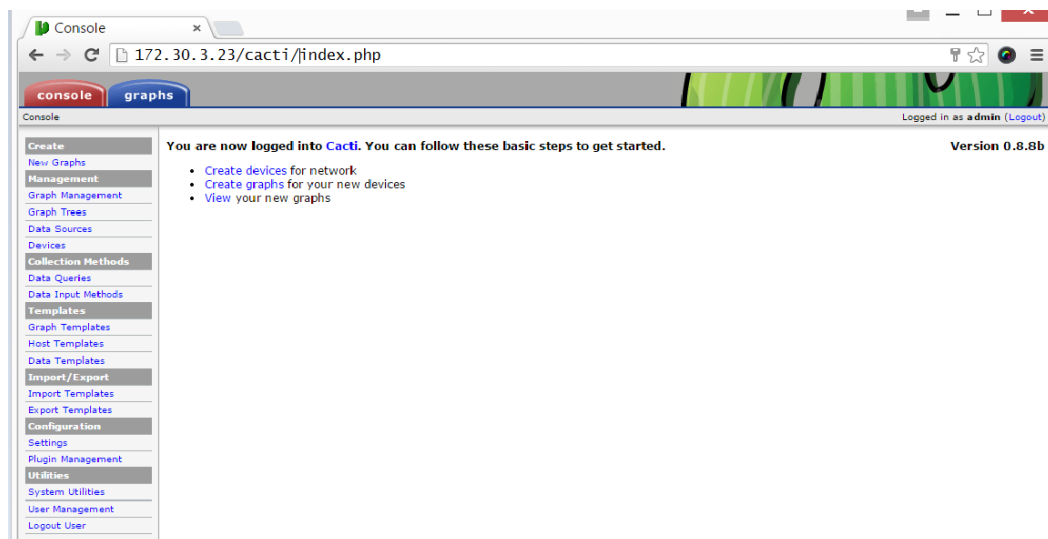 Console
172.30.3.23/cacti/index.php
console graphs
Console
Logged in as admin (Logout)
Create
New Graphs
Management
Graph Management
Graph Trees
Data Sources
Devices
Collection Methods
Data Queries
Data Input Methods
Templates
Graph Templates
Host Templates
Data Templates
Import/Export
Import Templates
Export Templates
Configuration
Settings
Plugin Management
Utilities
System Utilities
User Management
Logout User
You are now logged into Cacti. You can follow these basic steps to get started.
Version 0.8.8b
Create devices for network
Create graphs for your new devices
View your new graphs